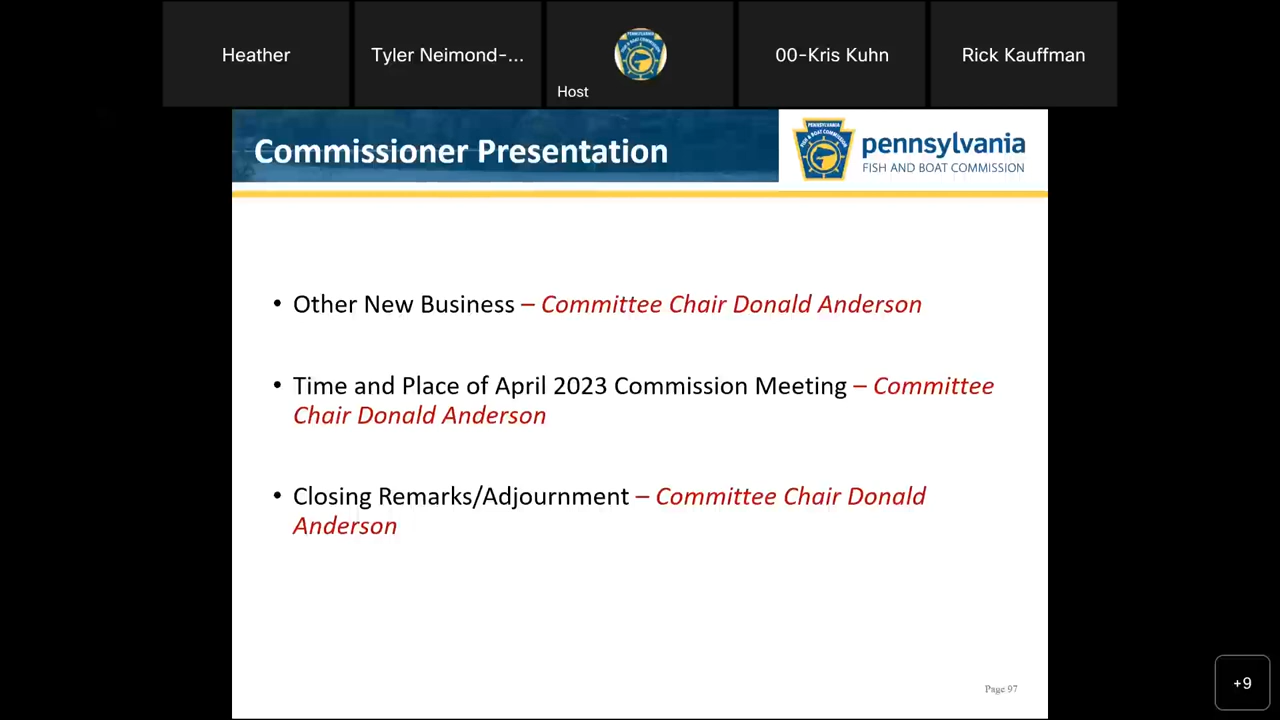 Heather
Tyler Neimond-...
Host
00-Kris Kuhn
Rick Kauffman
Commissioner Presentation
pennsylvania
FISH AND BOAT COMMISSION
• Other New Business – Committee Chair Donald Anderson
• Time and Place of April 2023 Commission Meeting – Committee
Chair Donald Anderson
• Closing Remarks/Adjournment – Committee Chair Donald
Anderson
Page 97
+9